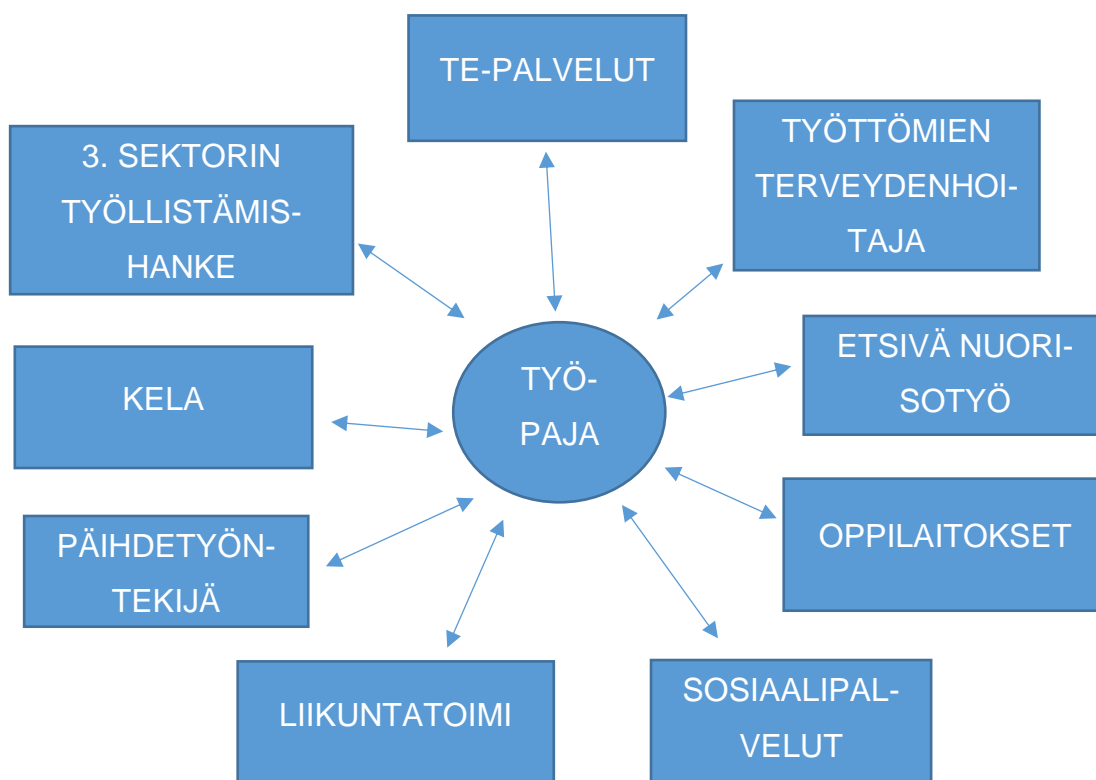 TE-PALVELUT
TYÖTTÖMIEN
TERVEYDENHOI-
TAJA
3. SEKTORIN
TYÖLLISTÄMIS-
HANKE
ETSIVÄ NUORI-
SOTYÖ
TYÖ-
PAJA
KELA
OPPILAITOKSET
PÄIHDETYÖN-
TEKIJÄ
SOSIAALIPAL-
VELUT
LIIKUNTATOIMI